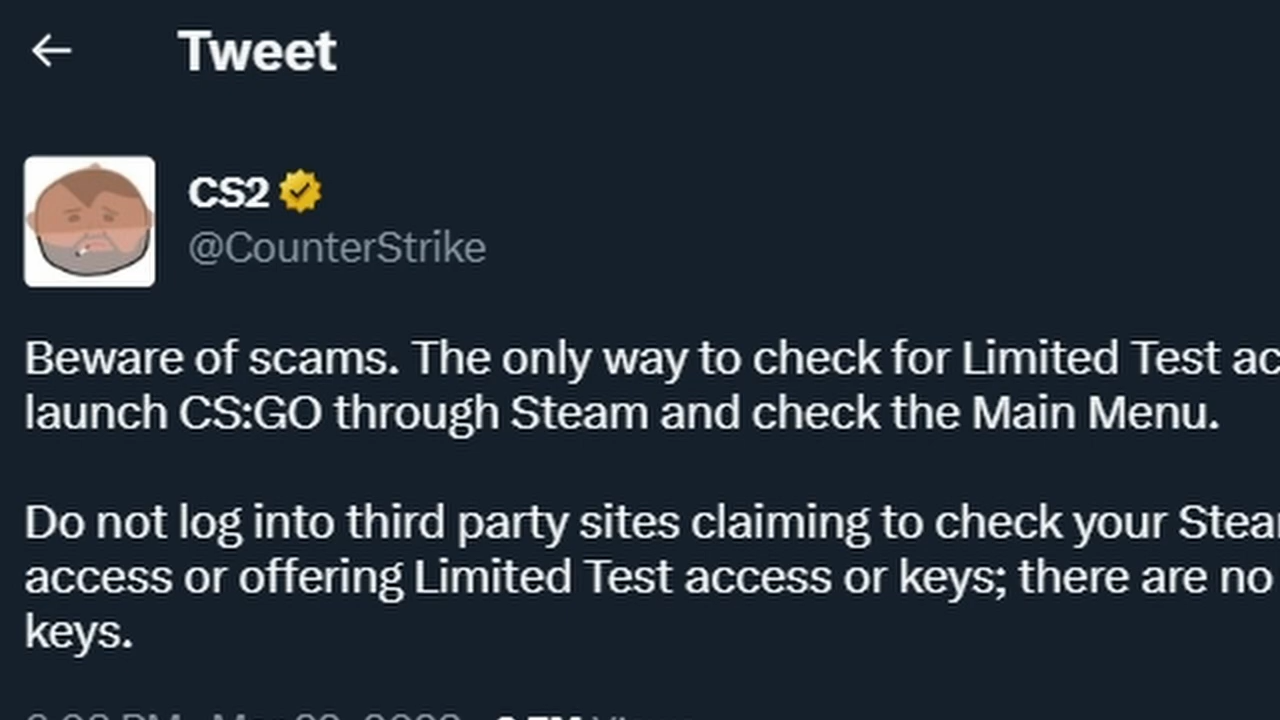 Tweet
CS2
@CounterStrike
Beware of scams. The only way to check for Limited Test ac
launch CS:GO through Steam and check the Main Menu.
Do not log into third party sites claiming to check your Stea
access or offering Limited Test access or keys; there are no
keys.